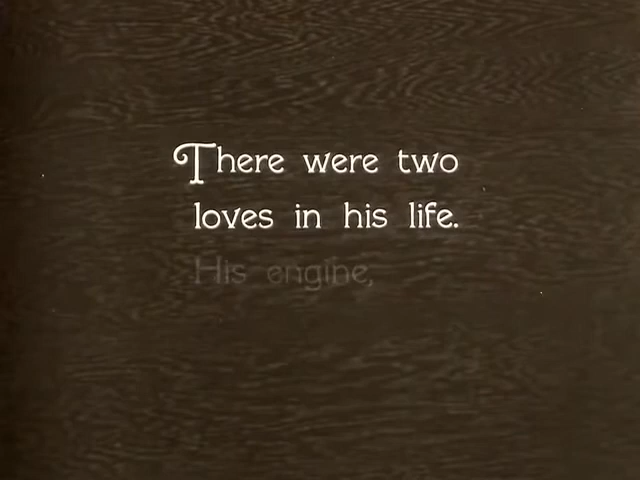 There were two
loves in his life.
His engine,